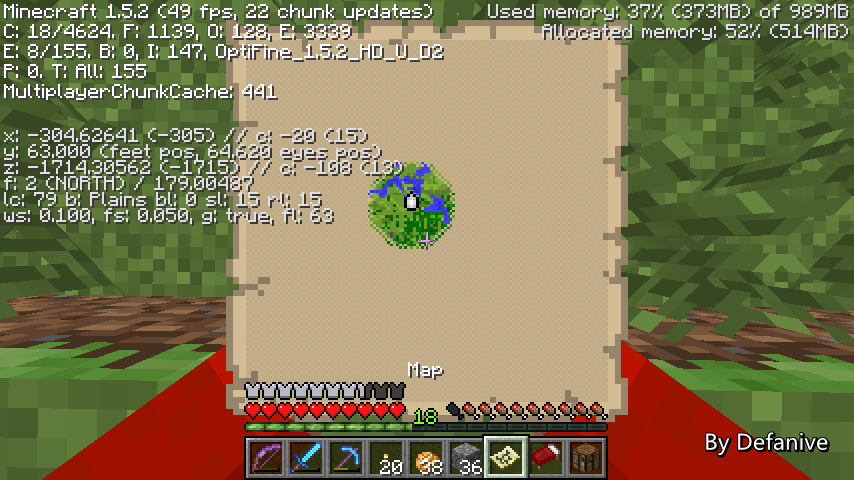 Minecraft 1.5.2 (49 fps, 22 chunk updates)
Used memory: 37% (373MB) of 989MB
C: 18/4624, F: 1139, O: 128, E: 3339
Allocated memory: 52% (514MB)
E: 8/155, B: 0, I: 147, OptiFine_1.5.2_HD_U_D2
P: 0, T: All: 155
MultiplayerChunkCache: 441
x: -304.62641 (-305) // c: -20 (15)
y: 63.000 (feet pos, 64.620 eyes pos)
z: -1714.30562 (-1715) // c: -108 (13)
f: 2 (NORTH) / 179.00487
lc: 79 b: Plains bl: 0 sl: 15 rl: 15
ws: 0.100, fs: 0.050, g: true, fl: 63
Map
18
20 38 36
By Defanive